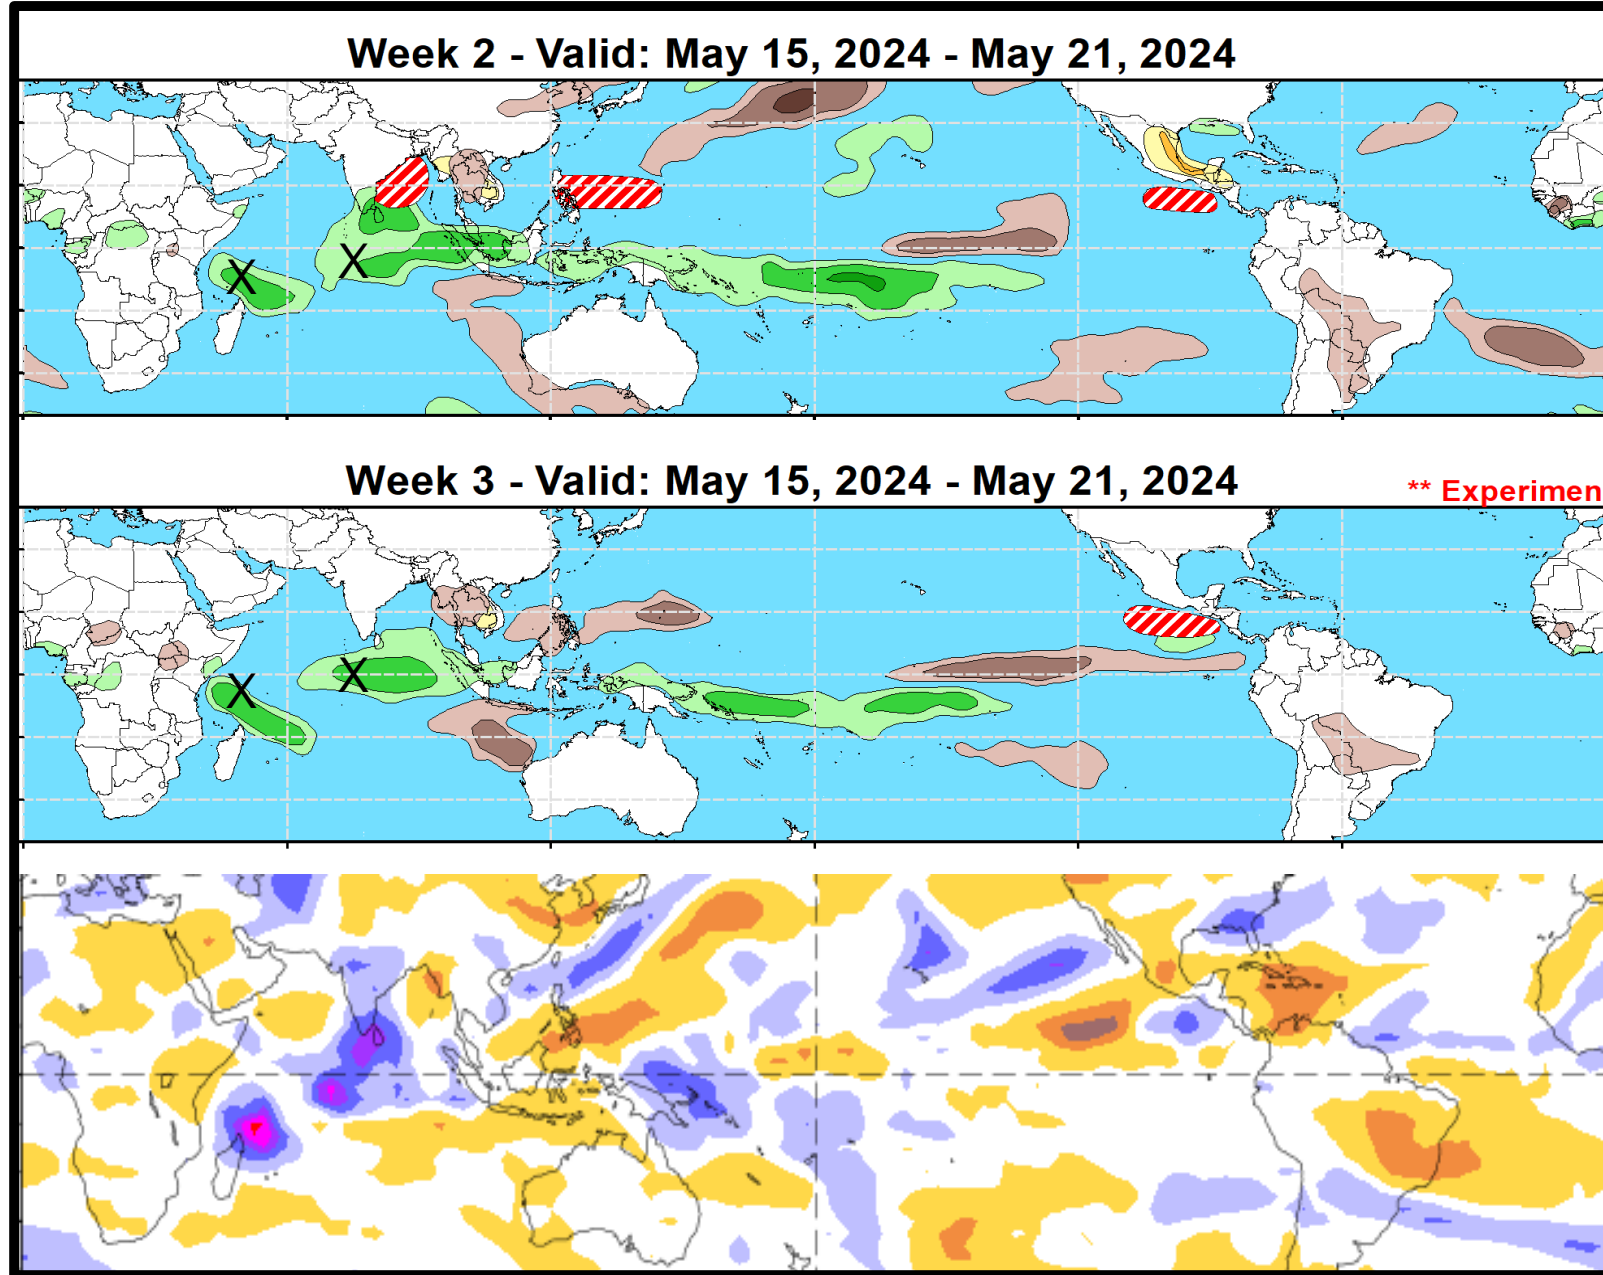 Week 2 - Valid: May 15, 2024 - May 21, 2024
X
X
Week 3 - Valid: May 15, 2024 - May 21, 2024
** Experimen
X
X